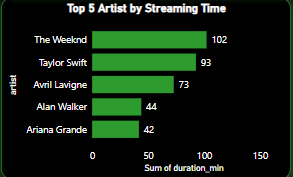 Top 5 Artist by Streaming Time
The Weeknd 102
Taylor Swift 93
Avril Lavigne 73
Alan Walker 44
Ariana Grande 42
artist
0 50 100 150
Sum of duration_min